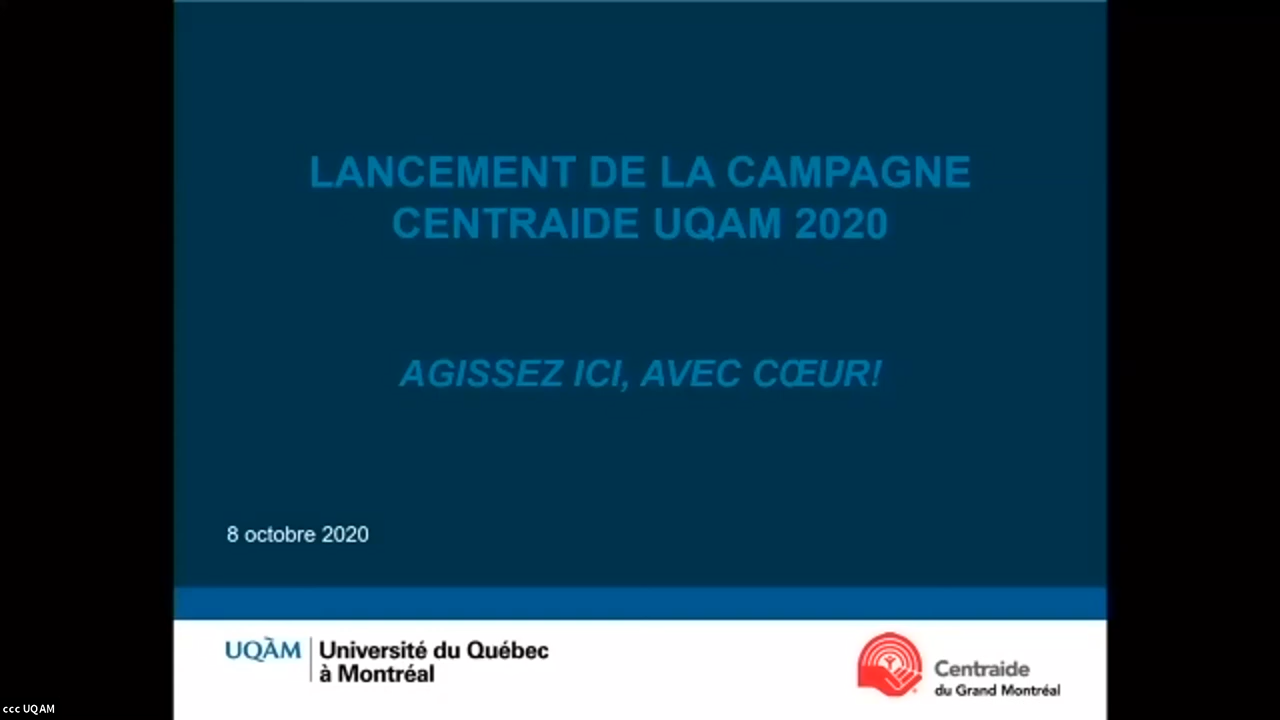 LANCEMENT DE LA CAMPAGNE
CENTRAIDE UQAM 2020
AGISSEZ ICI, AVEC CŒUR!
8 octobre 2020
UQÀM Université du Québec
à Montréal
Centraide
du Grand Montréal
ccc UQAM